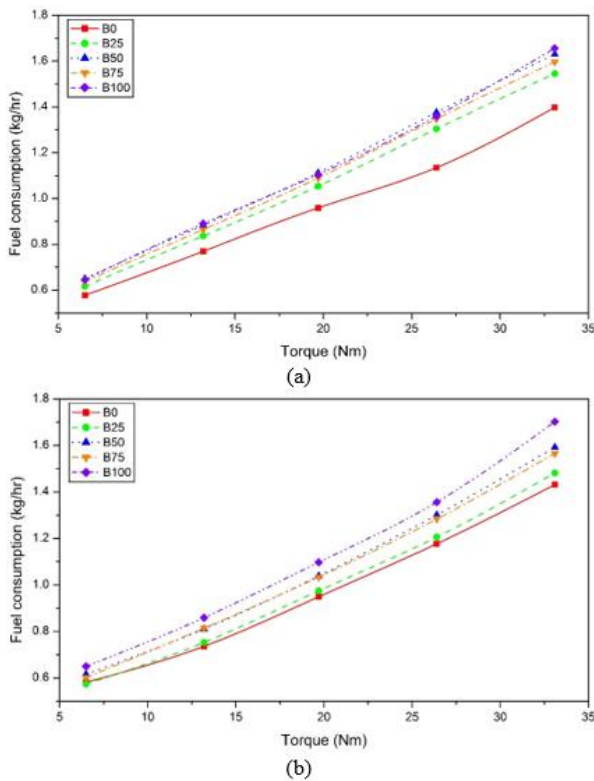 1.8
1.6
1.4
1.2
1.0
0.8
0.6
Fuel consumption (kg/hr)
B0
B25
B50
B75
B100
5 10 15 20 25 30 35
Torque (Nm)
(a)
1.8
1.6
1.4
1.2
1.0
0.8
0.6
Fuel consumption (kg/hr)
B0
B25
B50
B75
B100
5 10 15 20 25 30 35
Torque (Nm)
(b)